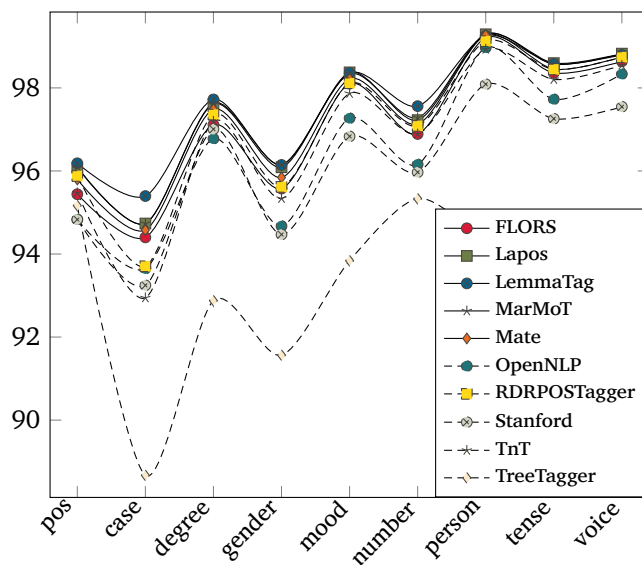 98
96
94
92
90
FLORS
Lapos
LemmaTag
MarMoT
Mate
OpenNLP
RDRPOSTagger
Stanford
TnT
TreeTagger
pos
case
degree
gender
mood
number
person
tense
voice